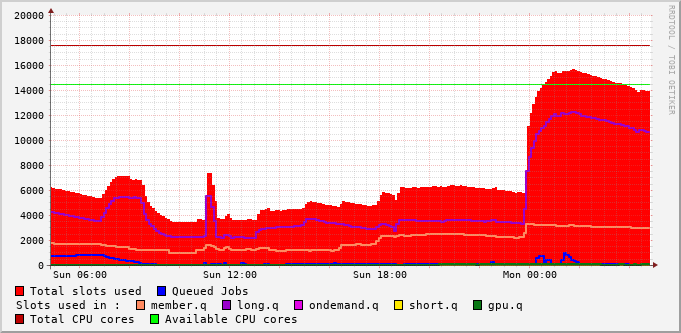 20000
18000
16000
14000
12000
10000
8000
6000
4000
2000
0
Sun 06:00 Sun 12:00 Sun 18:00 Mon 00:00
Total slots used Queued Jobs
Slots used in : member.q long.q ondemand.q short.q gpu.q
Total CPU cores Available CPU cores
RRDTOOL / TOBI OETIKER